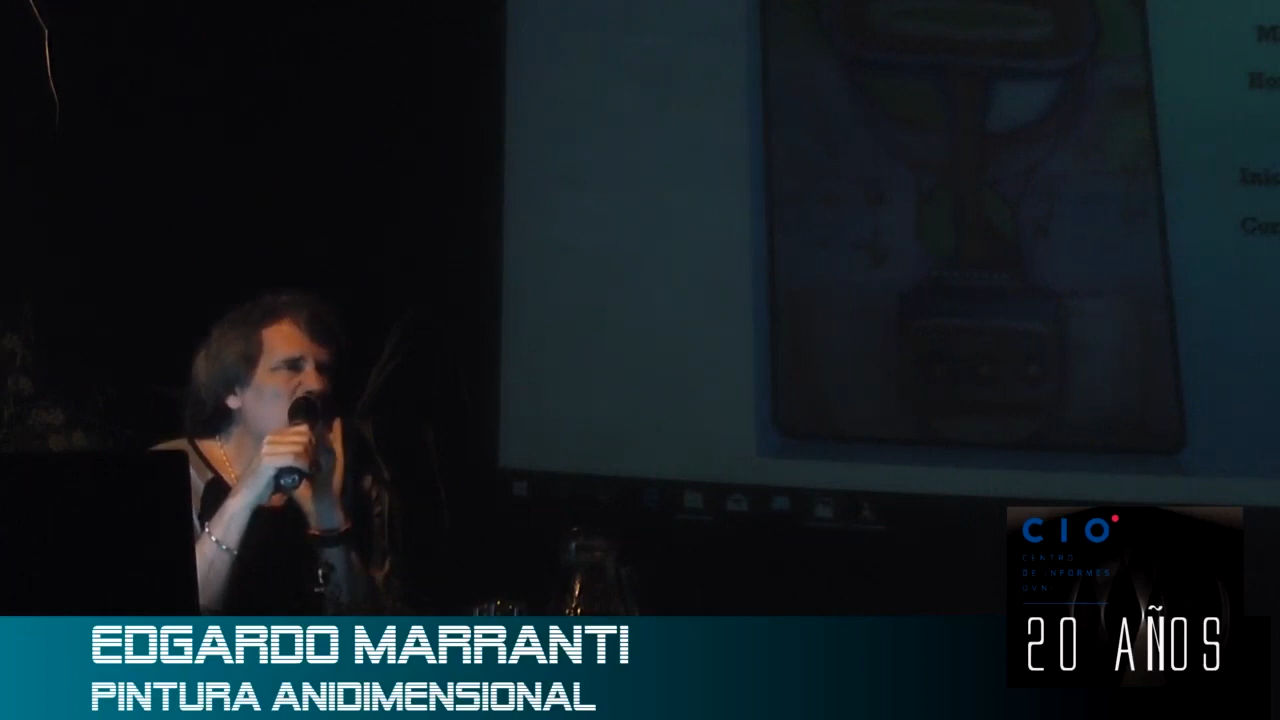 EDGARDO MARRANTI
PINTURA ANIDIMENSIONAL
CIO
CENTRO
DE INFORMES
OVNI
20 AÑOS